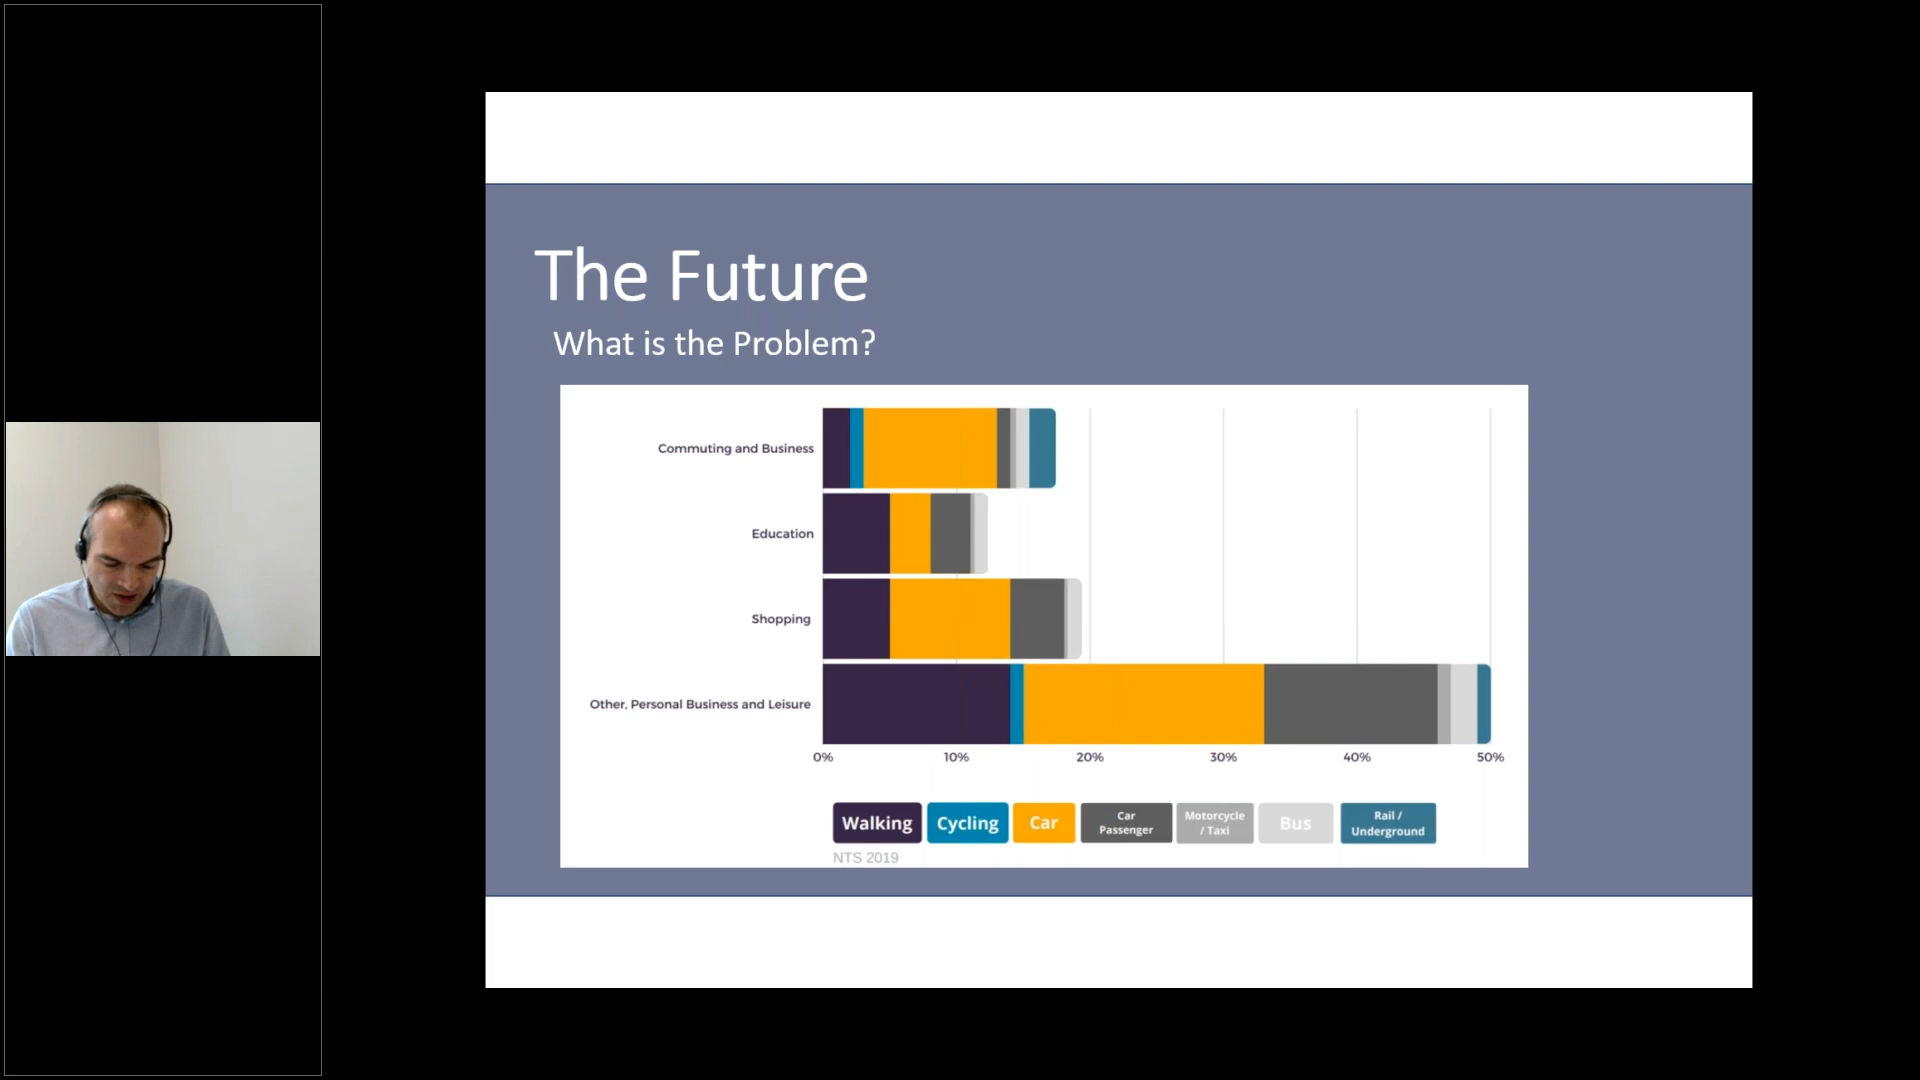 The Future
What is the Problem?
Commuting and Business
Education
Shopping
Other, Personal Business and Leisure
0% 10% 20% 30% 40% 50%
Walking
Cycling
Car
Car
Passenger
Motorcycle
/ Taxi
Bus
Rail /
Underground
NTS 2019